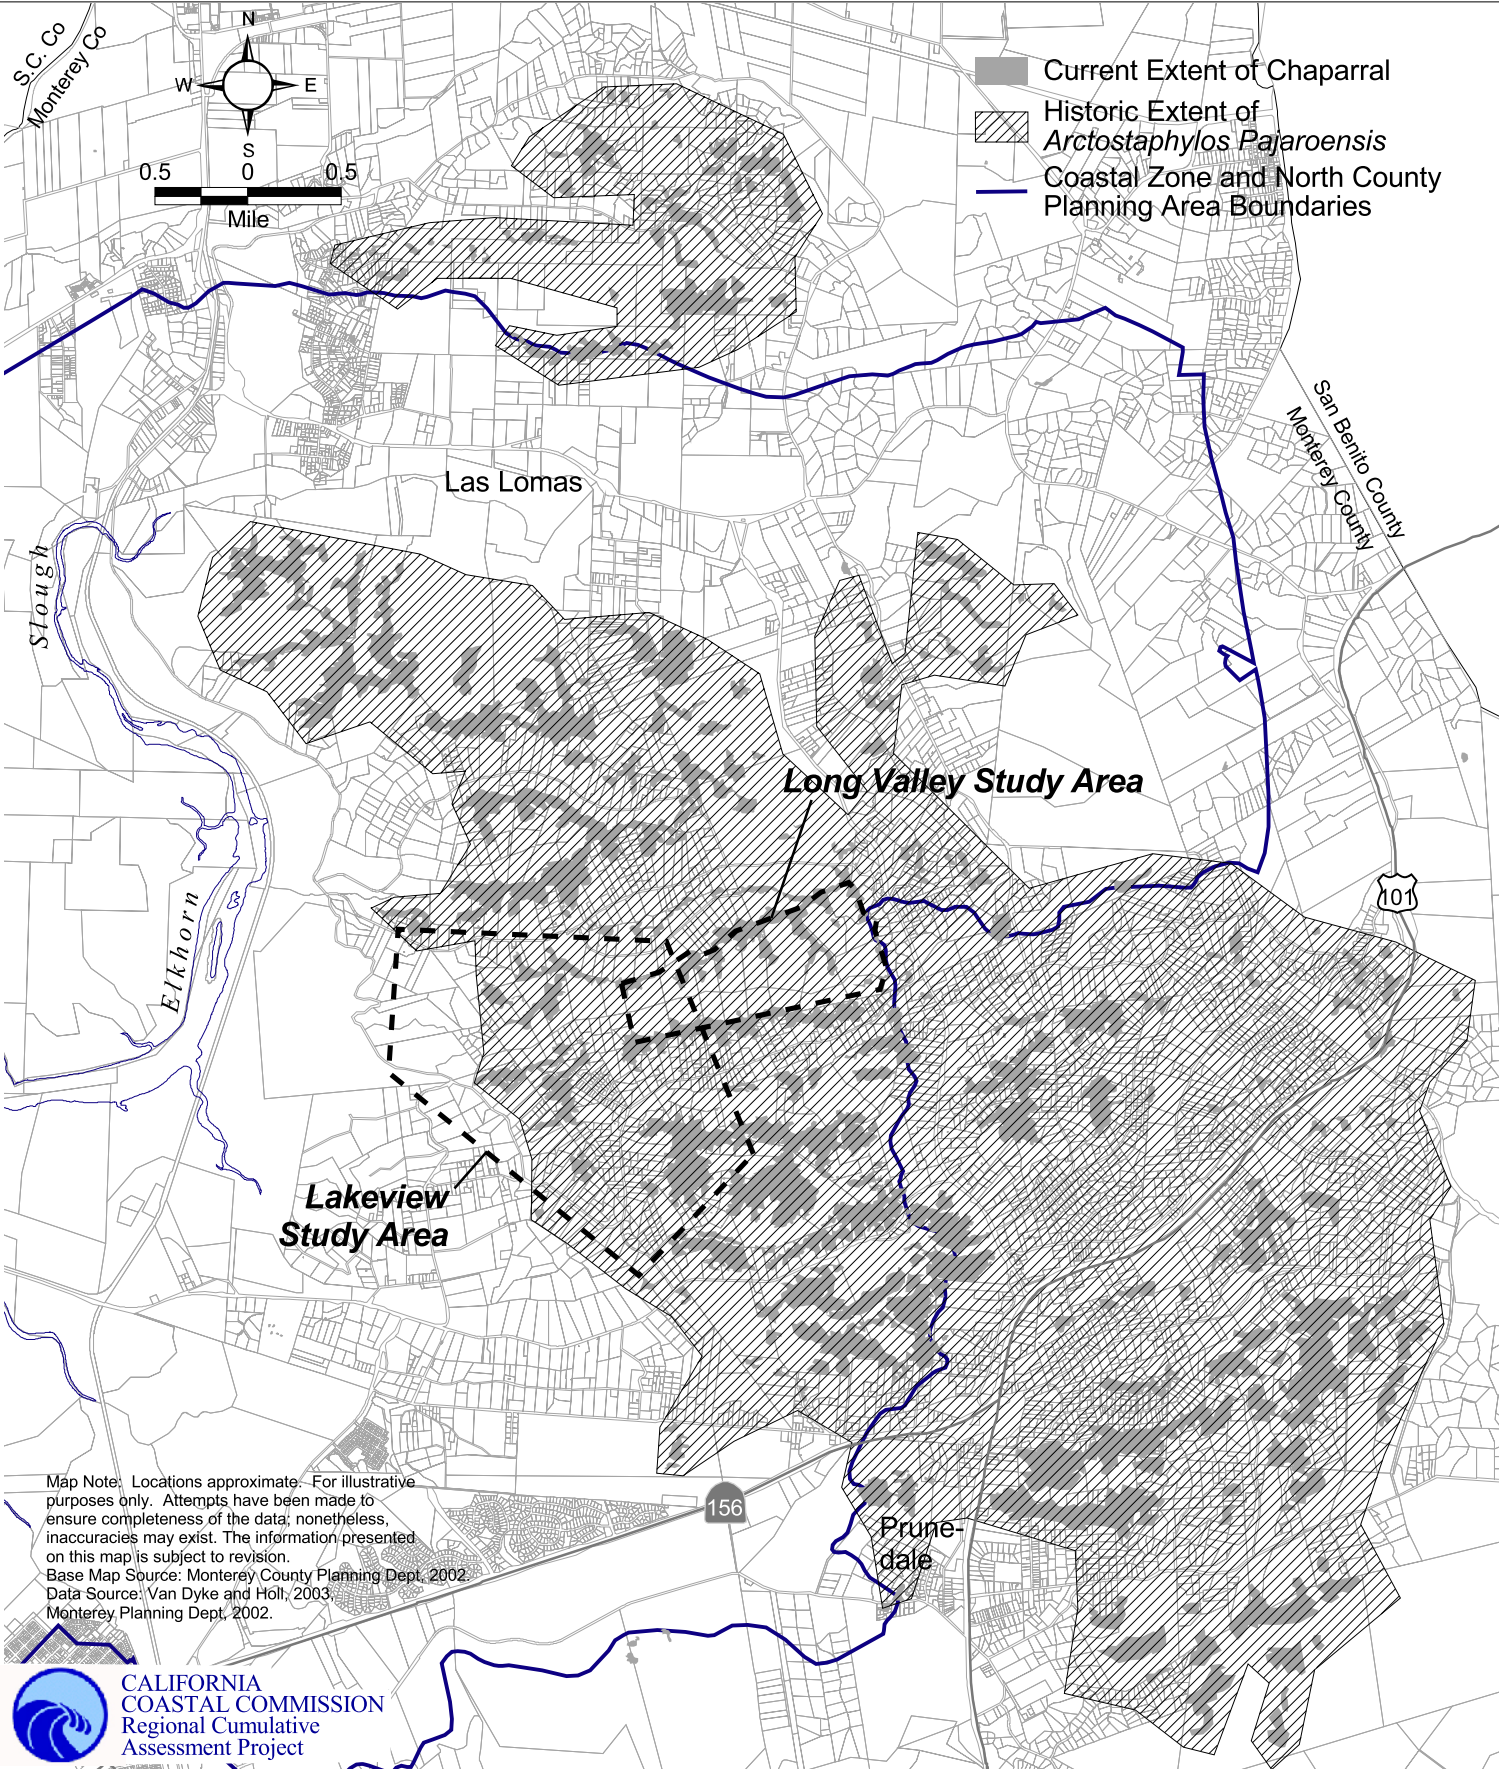 S.C. Co
Monterey Co
N
W
E
S
0.5
0
0.5
Mile
Current Extent of Chaparral
Historic Extent of
Arctostaphylos Pajaroensis
Coastal Zone and North County
Planning Area Boundaries
San Benito County
Monterey County
Las Lomas
Slough
Long Valley Study Area
101
Elkhorn
Lakeview
Study Area
156
Prune-
dale
Map Note:  Locations approximate.  For illustrative
purposes only.  Attempts have been made to
ensure completeness of the data; nonetheless,
inaccuracies may exist. The information presented
on this map is subject to revision.
Base Map Source: Monterey County Planning Dept, 2002.
Data Source: Van Dyke and Holl, 2003,
Monterey Planning Dept, 2002.
CALIFORNIA
COASTAL COMMISSION
Regional Cumulative
Assessment Project